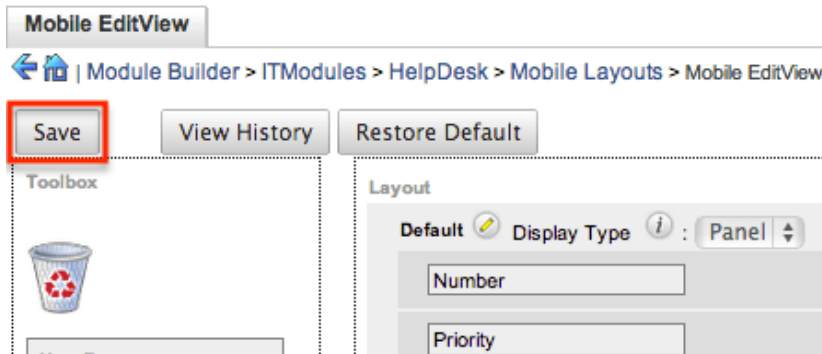 Mobile EditView
| Module Builder > ITModules > HelpDesk > Mobile Layouts > Mobile EditView
Save View History Restore Default
Toolbox
Layout
Default Display Type i : Panel
Number
Priority